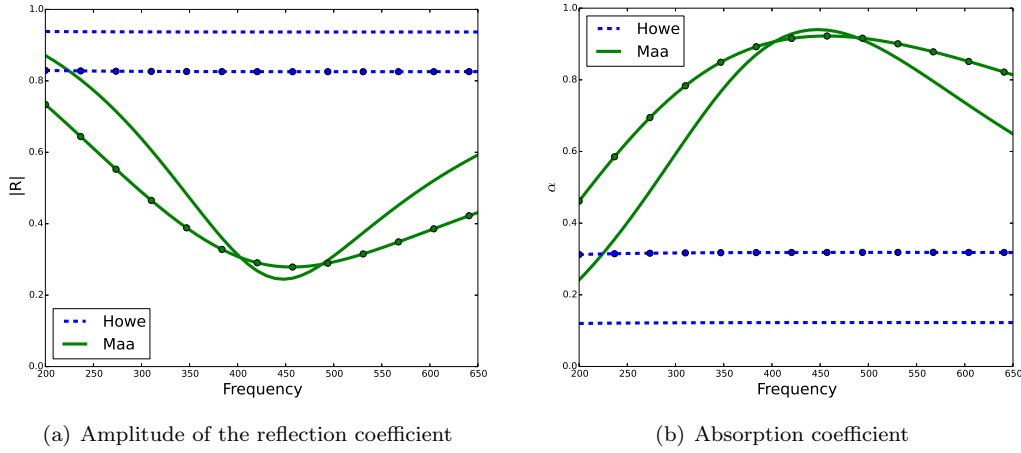 1.0
0.8
0.6
0.4
0.2
0.0
|R|
Howe
Maa
200 250 300 350 400 450 500 550 600 650
Frequency
(a) Amplitude of the reflection coefficient
1.0
0.8
0.6
0.4
0.2
0.0
α
Howe
Maa
200 250 300 350 400 450 500 550 600 650
Frequency
(b) Absorption coefficient